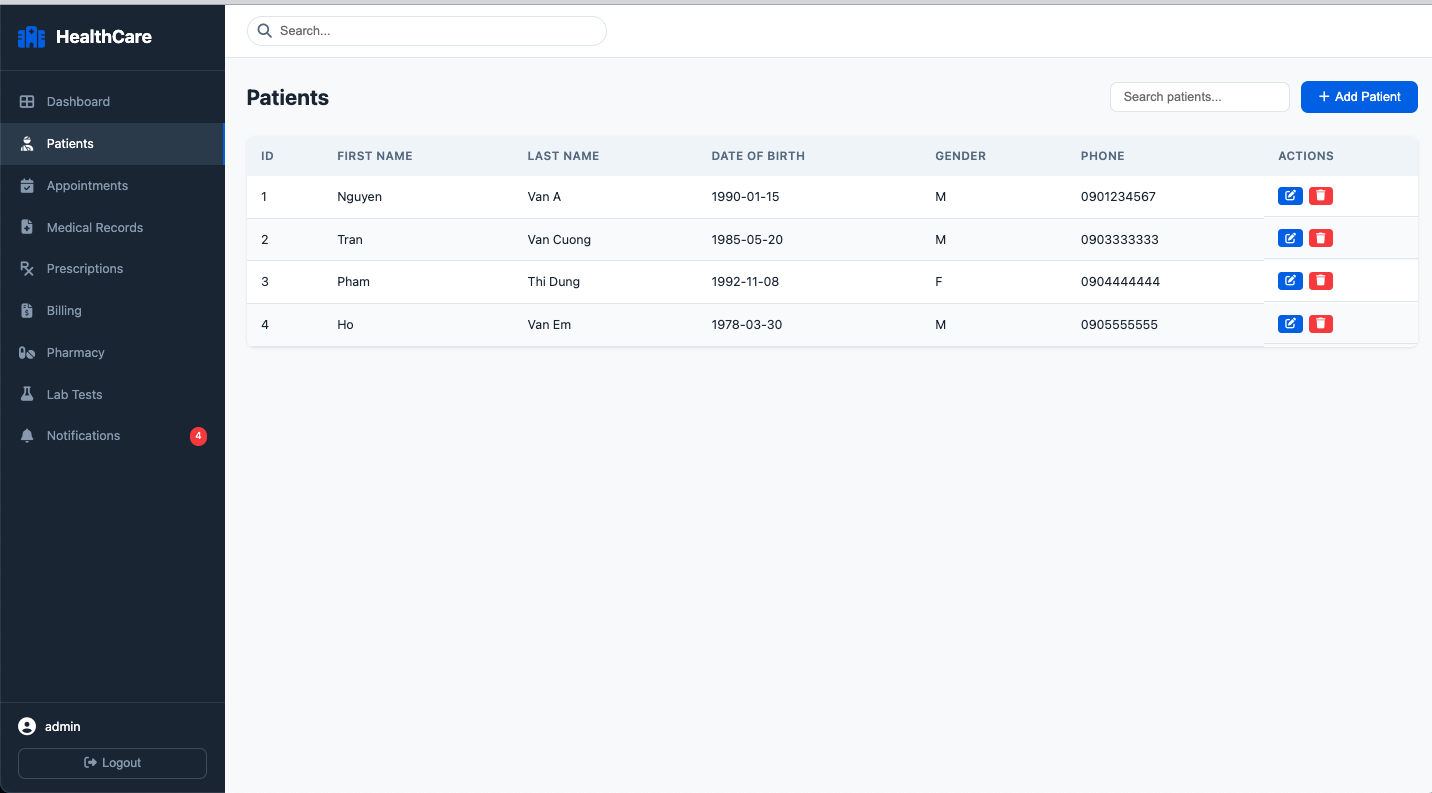 HealthCare
Search...
Dashboard
Patients
Appointments
Medical Records
Prescriptions
Billing
Pharmacy
Lab Tests
Notifications 4
admin
Logout
Patients
Search patients...
+ Add Patient
ID FIRST NAME LAST NAME DATE OF BIRTH GENDER PHONE ACTIONS
1 Nguyen Van A 1990-01-15 M 0901234567
2 Tran Van Cuong 1985-05-20 M 0903333333
3 Pham Thi Dung 1992-11-08 F 0904444444
4 Ho Van Em 1978-03-30 M 0905555555